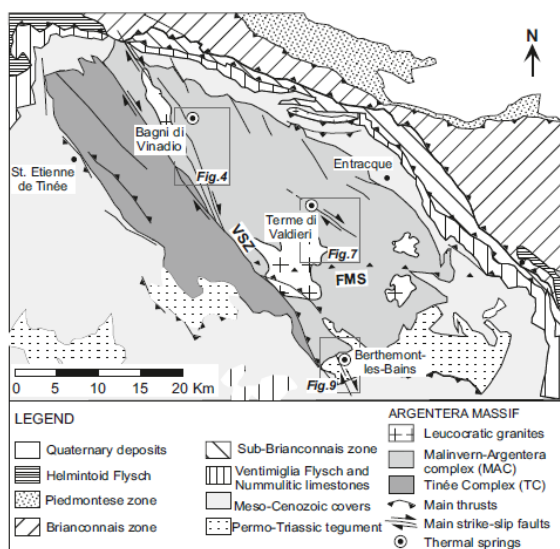 N
Bagni di
Vinadio
St. Etienne
de Tinée
Fig.4
Entracque
Terme di
Valdieri
VSZ
Fig.7
FMS
Berthemont-
les-Bains
Fig.9
0 5 10 15 20 Km
LEGEND
Quaternary deposits
Helmintoid Flysch
Piedmontese zone
Brianconnais zone
Sub-Brianconnais zone
Ventimiglia Flysch and
Nummulitic limestones
Meso-Cenozoic covers
Permo-Triassic tegument
ARGENTERA MASSIF
Leucocratic granites
Malinvern-Argentera
complex (MAC)
Tinée Complex (TC)
Main thrusts
Main strike-slip faults
Thermal springs